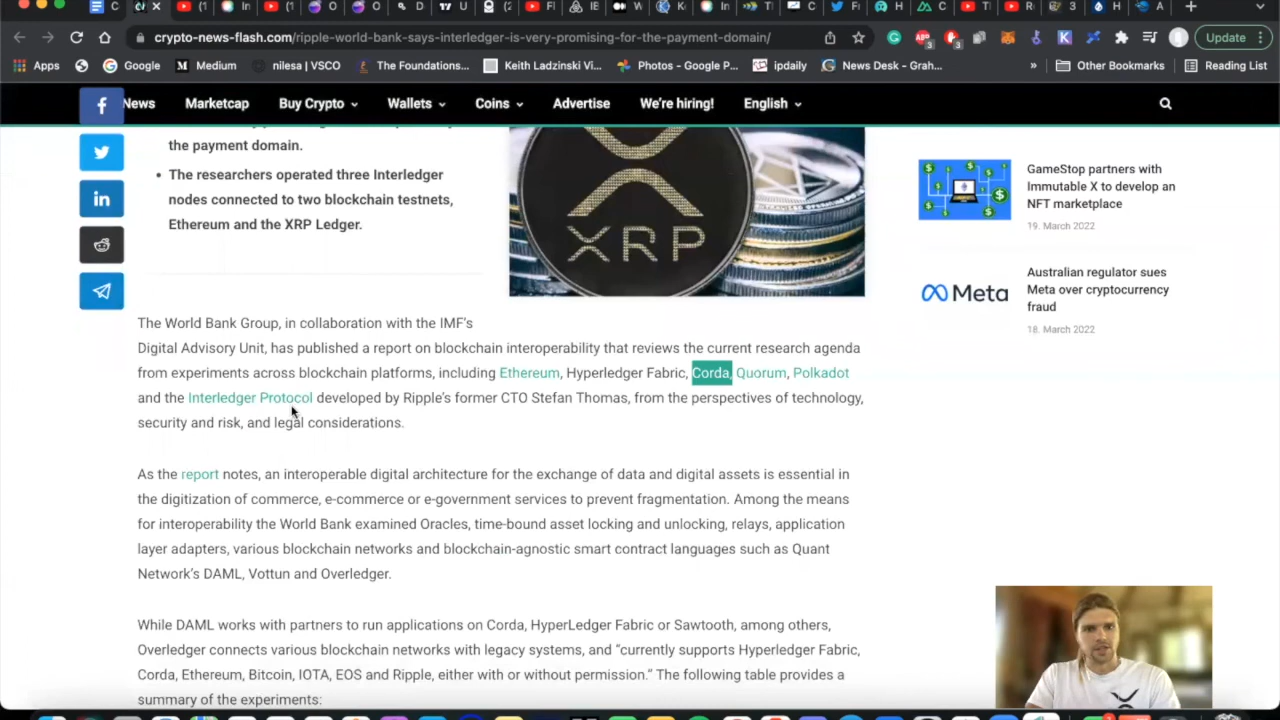 C
(
In
(
O
O
D
U
(
Fl
IE
W
K
In
T
C
F
H
C
T
R
3
H
A
crypto-news-flash.com/ripple-world-bank-says-interledger-is-very-promising-for-the-payment-domain/
3
3
Update
Apps
Google
Medium
nilesa | VSCO
The Foundations...
Keith Ladzinski Vi...
Photos - Google P...
ipdaily
News Desk - Grah...
»
Other Bookmarks
Reading List
News
Marketcap
Buy Crypto
Wallets
Coins
Advertise
We're hiring!
English
the payment domain.
• The researchers operated three Interledger
nodes connected to two blockchain testnets,
Ethereum and the XRP Ledger.
XRP
GameStop partners with
Immutable X to develop an
NFT marketplace
19. March 2022
Meta
Australian regulator sues
Meta over cryptocurrency
fraud
18. March 2022
The World Bank Group, in collaboration with the IMF's
Digital Advisory Unit, has published a report on blockchain interoperability that reviews the current research agenda
from experiments across blockchain platforms, including Ethereum, Hyperledger Fabric, Corda, Quorum, Polkadot
and the Interledger Protocol developed by Ripple's former CTO Stefan Thomas, from the perspectives of technology,
security and risk, and legal considerations.
As the report notes, an interoperable digital architecture for the exchange of data and digital assets is essential in
the digitization of commerce, e-commerce or e-government services to prevent fragmentation. Among the means
for interoperability the World Bank examined Oracles, time-bound asset locking and unlocking, relays, application
layer adapters, various blockchain networks and blockchain-agnostic smart contract languages such as Quant
Network's DAML, Vottun and Overledger.
While DAML works with partners to run applications on Corda, HyperLedger Fabric or Sawtooth, among others,
Overledger connects various blockchain networks with legacy systems, and "currently supports Hyperledger Fabric,
Corda, Ethereum, Bitcoin, IOTA, EOS and Ripple, either with or without permission." The following table provides a
summary of the experiments: